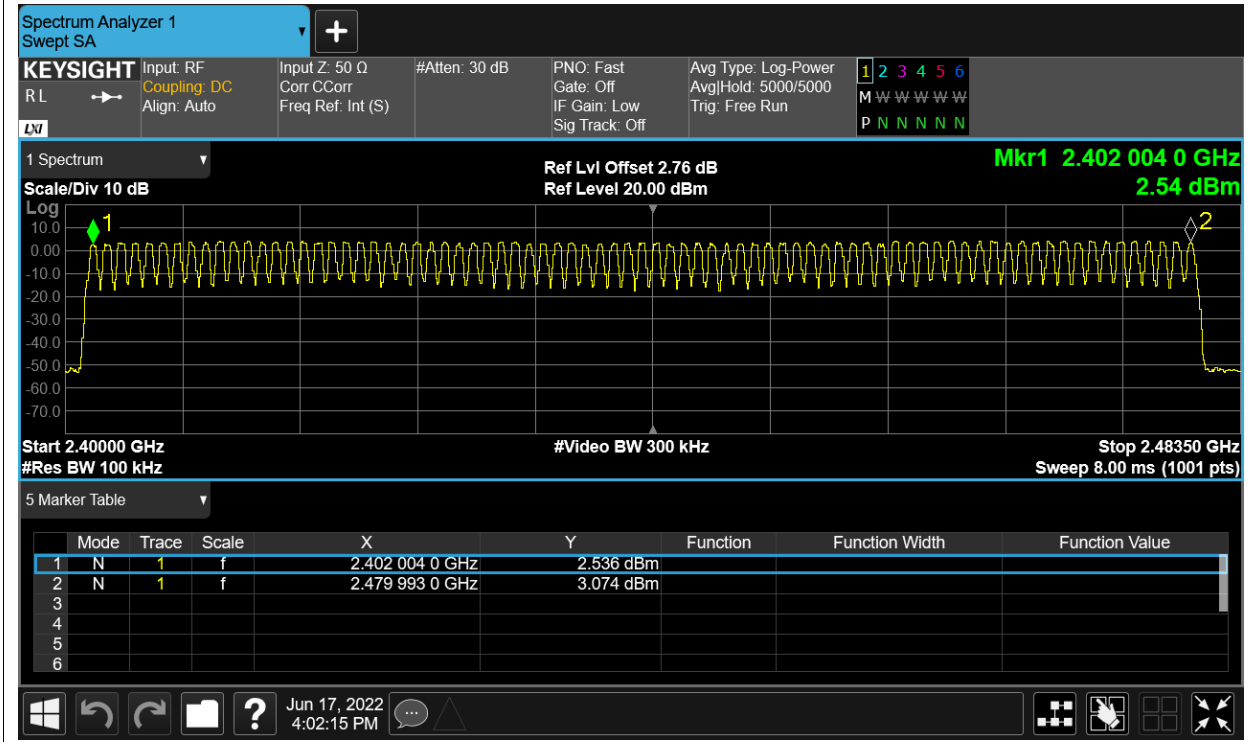 Spectrum Analyzer 1
Swept SA
KEYSIGHT
R L
LXI
Input: RF
Coupling: DC
Align: Auto
Input Z: 50 Ω
Corr CCorr
Freq Ref: Int (S)
#Atten: 30 dB
PNO: Fast
Gate: Off
IF Gain: Low
Sig Track: Off
Avg Type: Log-Power
Avg|Hold: 5000/5000
Trig: Free Run
1 2 3 4 5 6
M W W W W W W
P N N N N N N
1 Spectrum
Scale/Div 10 dB
Ref Lvl Offset 2.76 dB
Ref Level 20.00 dBm
Mkr1 2.402 004 0 GHz
2.54 dBm
Log
10.0
0.00
-10.0
-20.0
-30.0
-40.0
-50.0
-60.0
-70.0
1
2
Start 2.40000 GHz
#Res BW 100 kHz
#Video BW 300 kHz
Stop 2.48350 GHz
Sweep 8.00 ms (1001 pts)
5 Marker Table
Mode Trace Scale X Y Function Function Width Function Value
1 N 1 f 2.402 004 0 GHz 2.536 dBm
2 N 1 f 2.479 993 0 GHz 3.074 dBm
3
4
5
6
?
Jun 17, 2022
4:02:15 PM